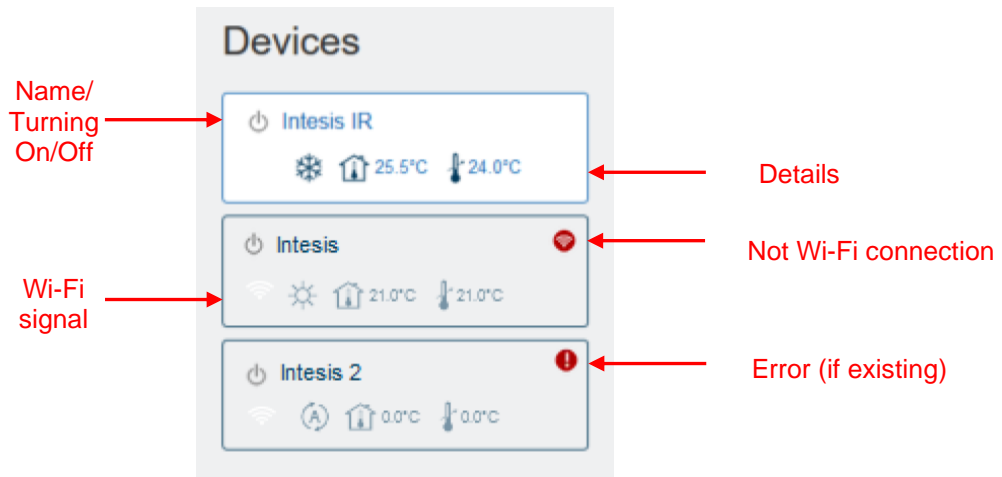 Devices
Name/
Turning
On/Off
Intesis IR
25.5°C 24.0°C
Details
Intesis
Not Wi-Fi connection
Wi-Fi
signal
21.0°C 21.0°C
Intesis 2
Error (if existing)
A 0.0°C 0.0°C